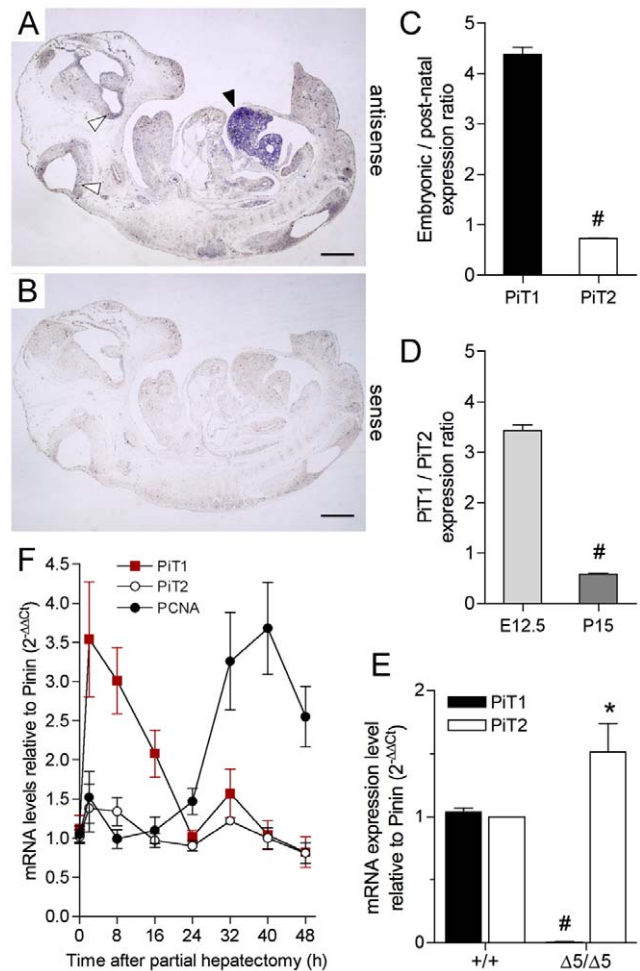 A
antisense
B
sense
C
Embryonic / post-natal
expression ratio
5
4
3
2
1
0
#
PiT1
PiT2
D
PiT1 / PiT2
expression ratio
5
4
3
2
1
0
#
E12.5
P15
F
PiT1
PiT2
PCNA
mRNA levels relative to Pinin (2-ΔΔCt)
4.5
4.0
3.5
3.0
2.5
2.0
1.5
1.0
0.5
0.0
0 8 16 24 32 40 48
Time after partial hepatectomy (h)
E
PiT1
PiT2
mRNA expression level
relative to Pinin (2-ΔΔCt)
2
1
0
#
*
+/+
Δ5/Δ5